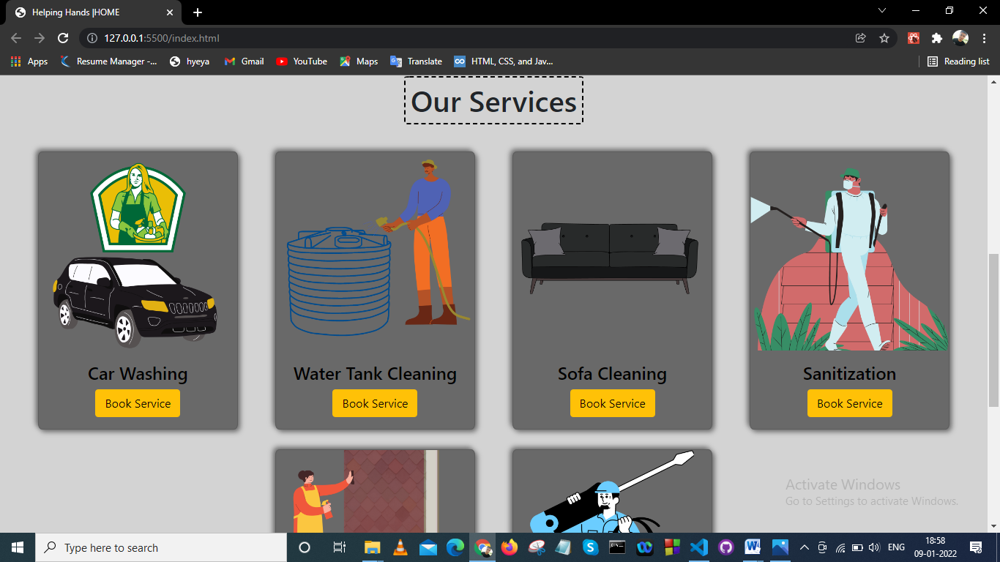 Helping Hands |HOME
127.0.0.1:5500/index.html
Apps
Resume Manager -...
hyeya
Gmail
YouTube
Maps
Translate
HTML, CSS, and Jav...
Reading list
Our Services
Car Washing
Book Service
Water Tank Cleaning
Book Service
Sofa Cleaning
Book Service
Sanitization
Book Service
Activate Windows
Go to Settings to activate Windows.
Type here to search
ENG
18:58
09-01-2022